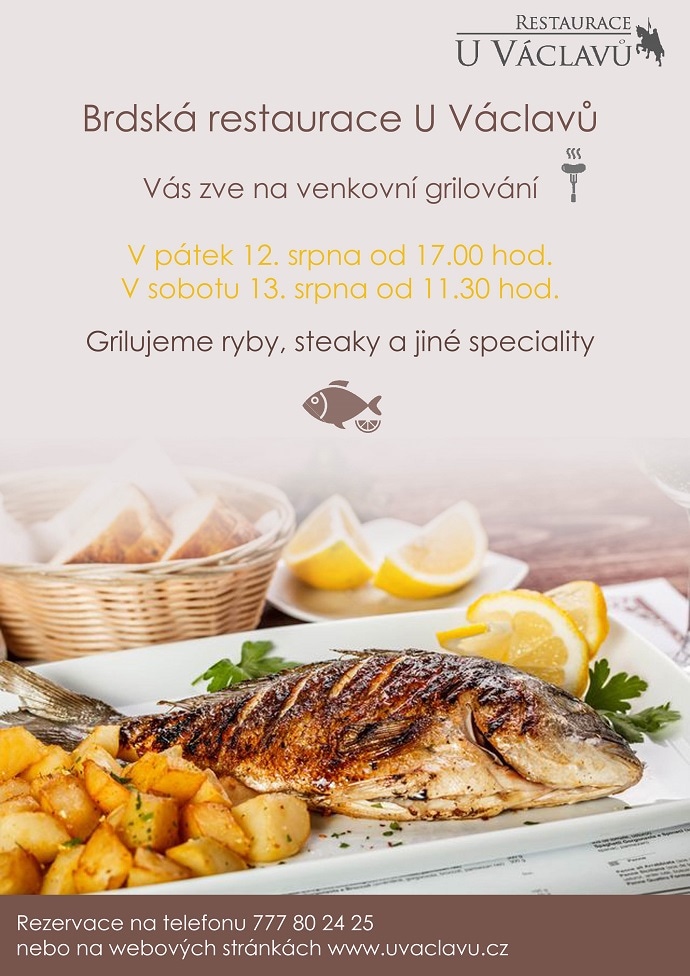 RESTAURACE
U VÁCLAVŮ
Brdská restaurace U Václavů
Vás zve na venkovní grilování
V pátek 12. srpna od 17.00 hod.
V sobotu 13. srpna od 11.30 hod.
Grilujeme ryby, steaky a jiné speciality
Rezervace na telefonu 777 80 24 25
nebo na webových stránkách www.uvaclavu.cz